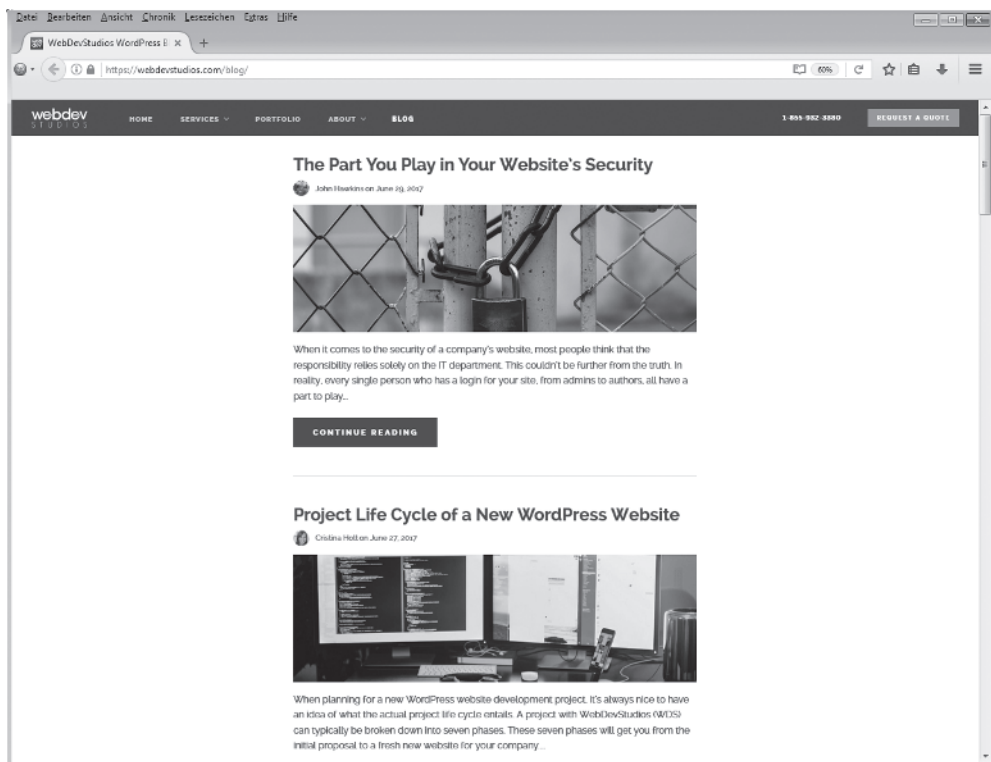 Datei Bearbeiten Ansicht Chronik Lesezeichen Extras Hilfe
WebDevStudios WordPress B
https://webdevstudios.com/blog/
60%
webdev
STUDIOS
HOME SERVICES PORTFOLIO ABOUT BLOG
1-855-982-3880 REQUEST A QUOTE
The Part You Play in Your Website's Security
John Hawkins on June 29, 2017
When it comes to the security of a company's website, most people think that the
responsibility relies solely on the IT department. This couldn't be further from the truth. In
reality, every single person who has a login for your site, from admins to authors, all have a
part to play...
CONTINUE READING
Project Life Cycle of a New WordPress Website
Cristina Holt on June 27, 2017
When planning for a new WordPress website development project, it's always nice to have
an idea of what the actual project life cycle entails. A project with WebDevStudios (WDS)
can typically be broken down into seven phases. These seven phases will get you from the
initial proposal to a fresh new website for your company...